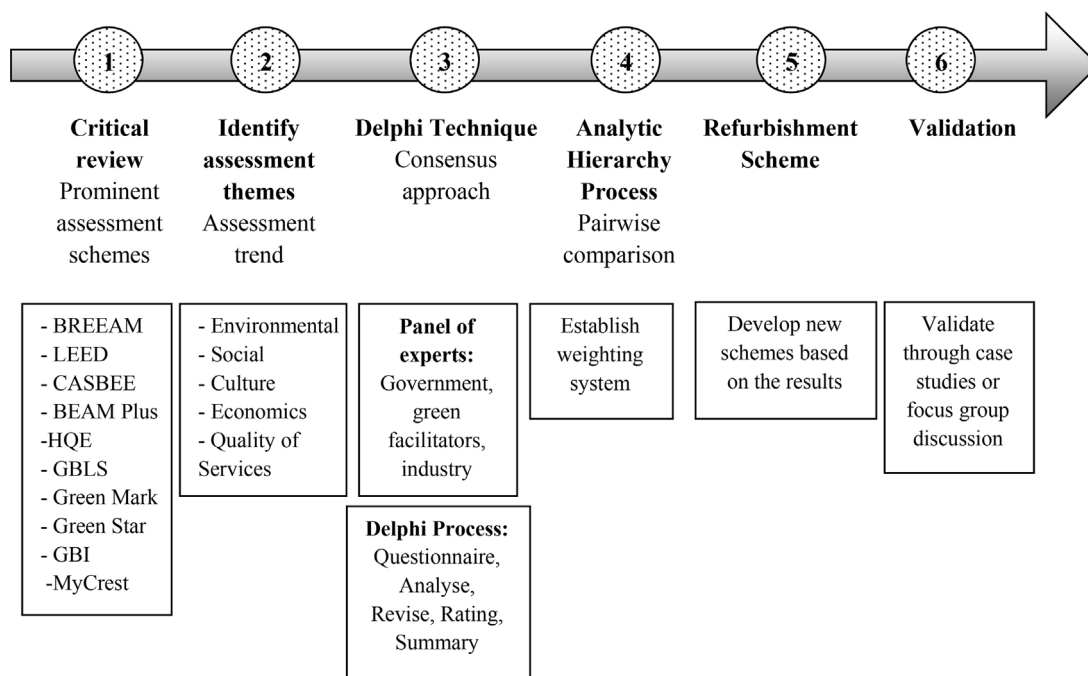 1
2
3
4
5
6
Critical
review
Prominent
assessment
schemes
Identify
assessment
themes
Assessment
trend
Delphi Technique
Consensus
approach
Analytic
Hierarchy
Process
Pairwise
comparison
Refurbishment
Scheme
Validation
- BREEAM
- LEED
- CASBEE
- BEAM Plus
-HQE
- GBLS
- Green Mark
- Green Star
- GBI
-MyCrest
- Environmental
- Social
- Culture
- Economics
- Quality of
Services
Panel of
experts:
Government,
green
facilitators,
industry
Delphi Process:
Questionnaire,
Analyse,
Revise, Rating,
Summary
Establish
weighting
system
Develop new
schemes based
on the results
Validate
through case
studies or
focus group
discussion